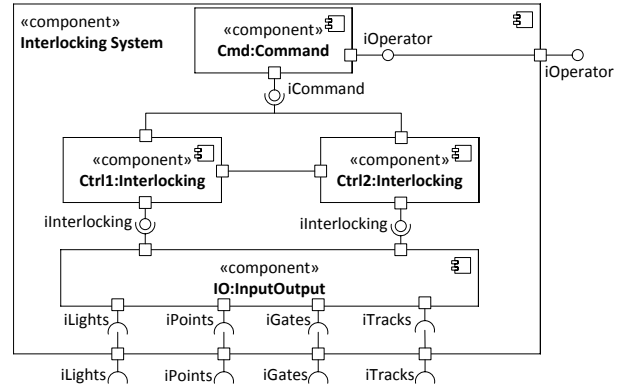 «component»
Interlocking System
«component»
Cmd:Command
iOperator
iOperator
iCommand
«component»
Ctrl1:Interlocking
«component»
Ctrl2:Interlocking
iInterlocking
iInterlocking
«component»
IO:InputOutput
iLights
iPoints
iGates
iTracks
iLights
iPoints
iGates
iTracks